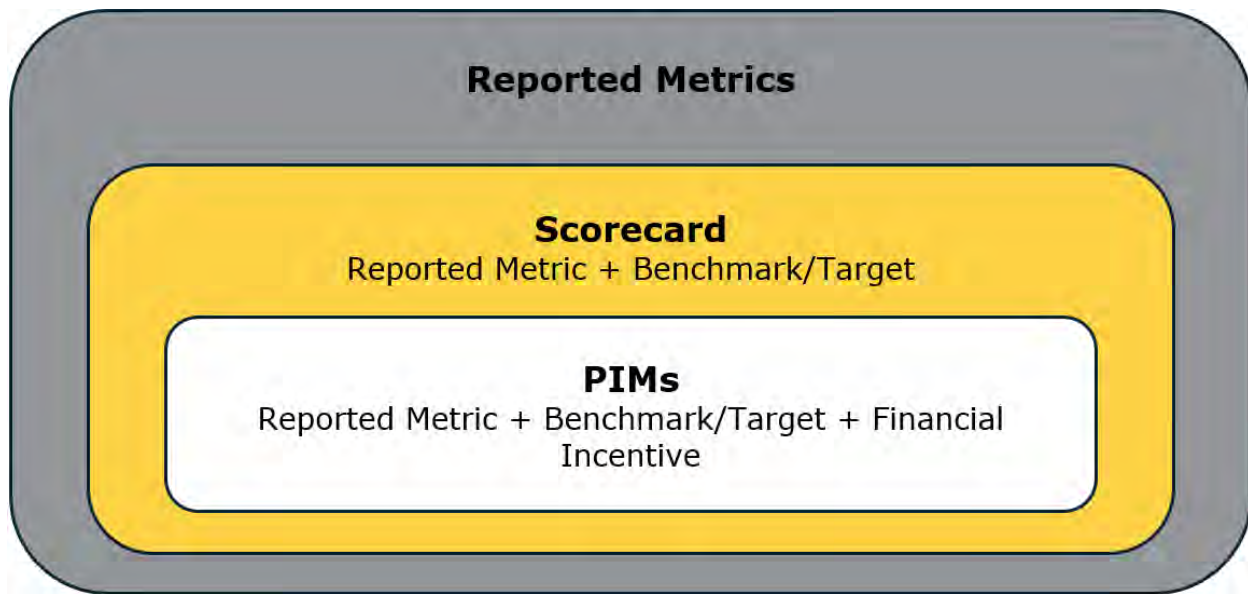 Reported Metrics
Scorecard
Reported Metric + Benchmark/Target
PIMs
Reported Metric + Benchmark/Target + Financial
Incentive